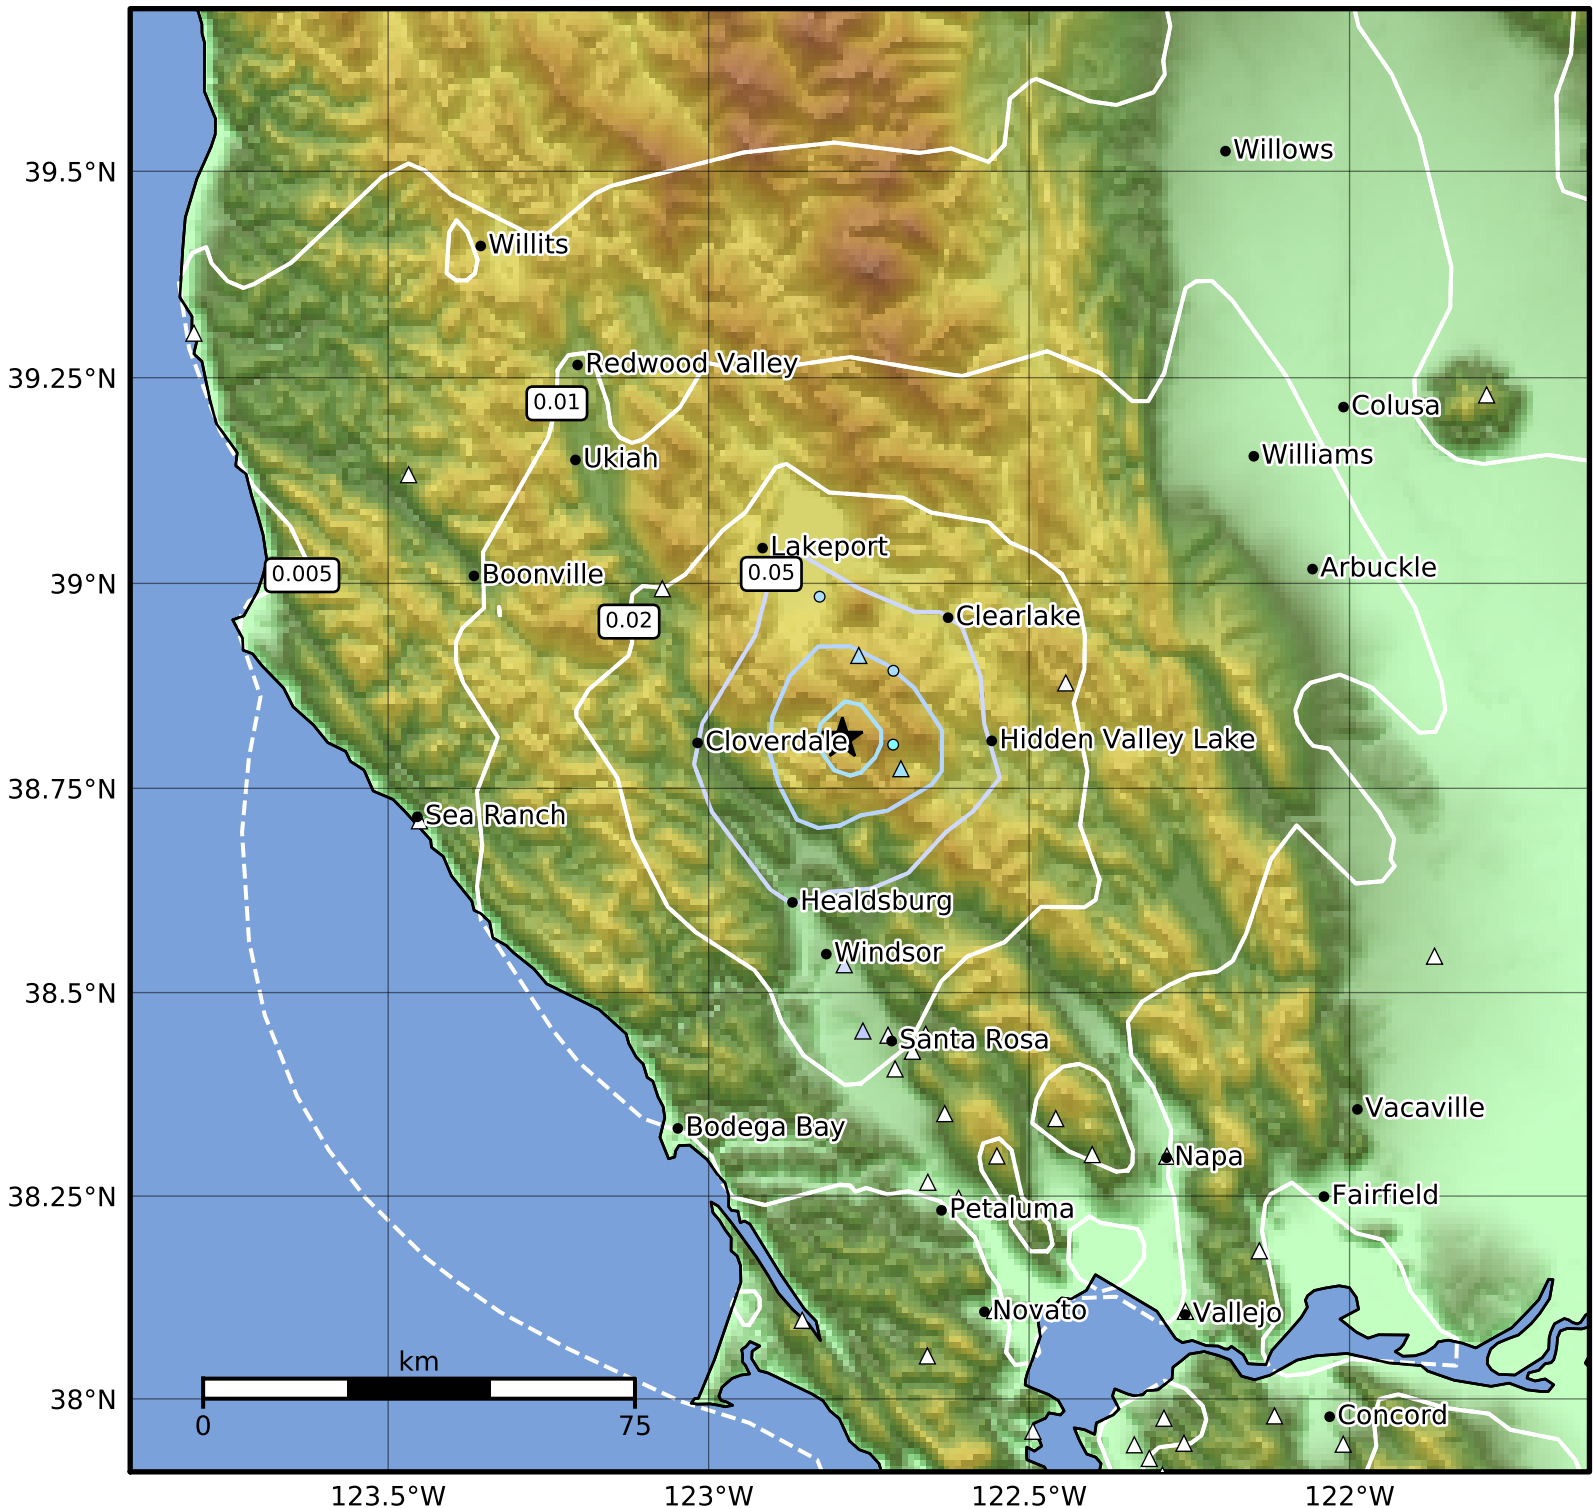 Willows
39.5°N
Willits
Redwood Valley
39.25°N
0.01
Colusa
Ukiah
Williams
Lakeport
Arbuckle
0.005
Boonville
0.05
39°N
0.02
Clearlake
Cloverdale
Hidden Valley Lake
38.75°N
Sea Ranch
Healdsburg
Windsor
38.5°N
Santa Rosa
Vacaville
Bodega Bay
Napa
38.25°N
Fairfield
Petaluma
Novato
Vallejo
km
38°N
0
75
Concord
123.5°W
123°W
122.5°W
122°W